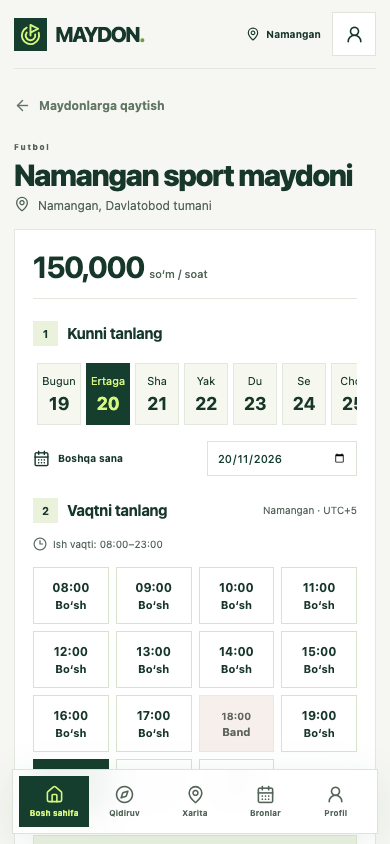 MAYDON.
Namangan
Maydonlarga qaytish
Futbol
Namangan sport maydoni
Namangan, Davlatobod tumani
150,000 so‘m / soat
1 Kunni tanlang
Bugun Ertaga Sha Yak Du Se
19 20 21 22 23 24
Boshqa sana 20/11/2026
2 Vaqtni tanlang Namangan · UTC+5
Ish vaqti: 08:00–23:00
08:00 09:00 10:00 11:00
Bo‘sh Bo‘sh Bo‘sh Bo‘sh
12:00 13:00 14:00 15:00
Bo‘sh Bo‘sh Bo‘sh Bo‘sh
16:00 17:00 18:00 19:00
Bo‘sh Bo‘sh Band Bo‘sh
Bosh sahifa Qidiruv Xarita Bronlar Profil